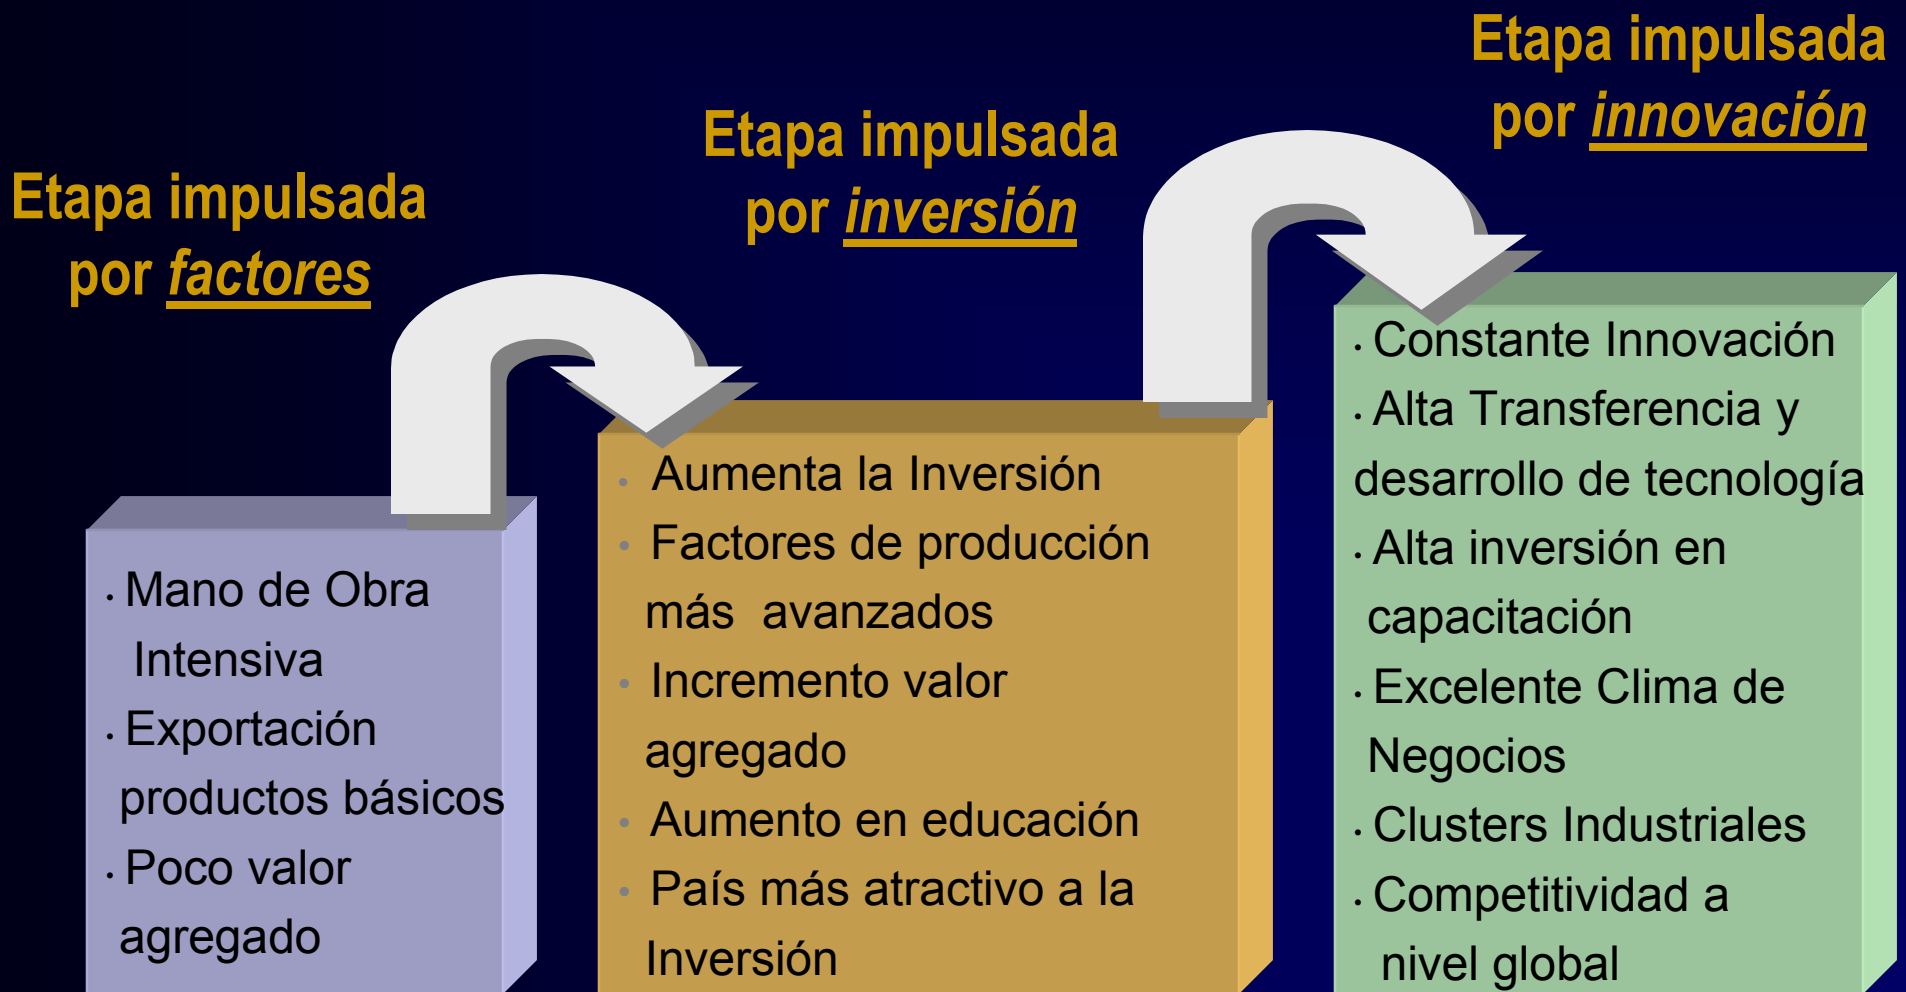 Etapa impulsada
por factores
• Mano de Obra
Intensiva
• Exportación
productos básicos
• Poco valor
agregado
Etapa impulsada
por inversión
• Aumenta la Inversión
• Factores de producción
más avanzados
• Incremento valor
agregado
• Aumento en educación
• País más atractivo a la
Inversión
Etapa impulsada
por innovación
• Constante Innovación
• Alta Transferencia y
desarrollo de tecnología
• Alta inversión en
capacitación
• Excelente Clima de
Negocios
• Clusters Industriales
• Competitividad a
nivel global